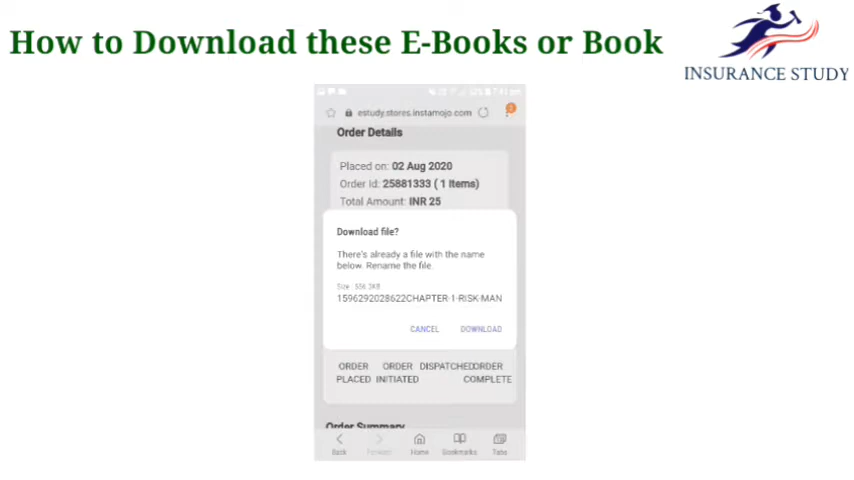 How to Download these E-Books or Book
INSURANCE STUDY
estudy.stores.instamojo.com
Order Details
Placed on: 02 Aug 2020
Order Id: 25881333 ( 1 Items)
Total Amount: INR 25
Download file?
There's already a file with the name
below. Rename the file.
1596292028622CHAPTER-1-RISK-MAN
CANCEL DOWNLOAD
ORDER ORDER DISPATCHED ORDER
PLACED INITIATED COMPLETE
Order Summary
Back Forward Home Bookmarks Tabs